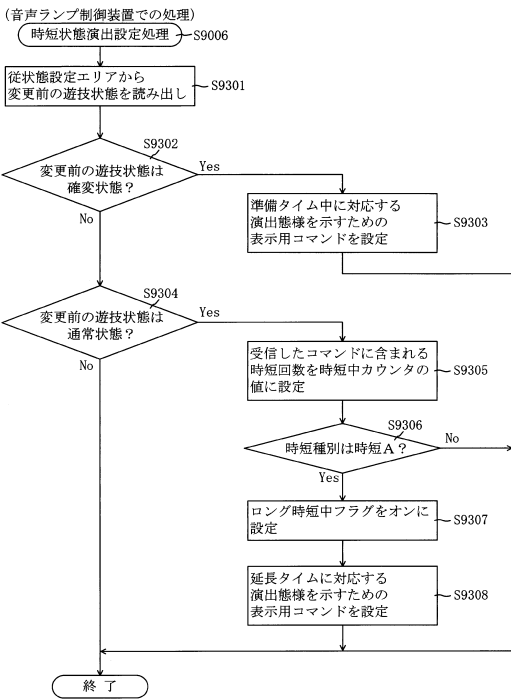 (音声ランプ制御装置での処理)
時短状態演出設定処理
S9006
従状態設定エリアから
変更前の遊技状態を読み出し
S9301
S9302
変更前の遊技状態は
確変状態?
Yes
No
準備タイム中に対応する
演出態様を示すための
表示用コマンドを設定
S9303
S9304
変更前の遊技状態は
通常状態?
Yes
No
受信したコマンドに含まれる
時短回数を時短中カウンタの
値に設定
S9305
S9306
時短種別は時短A?
No
Yes
ロング時短中フラグをオンに
設定
S9307
延長タイムに対応する
演出態様を示すための
表示用コマンドを設定
S9308
終了